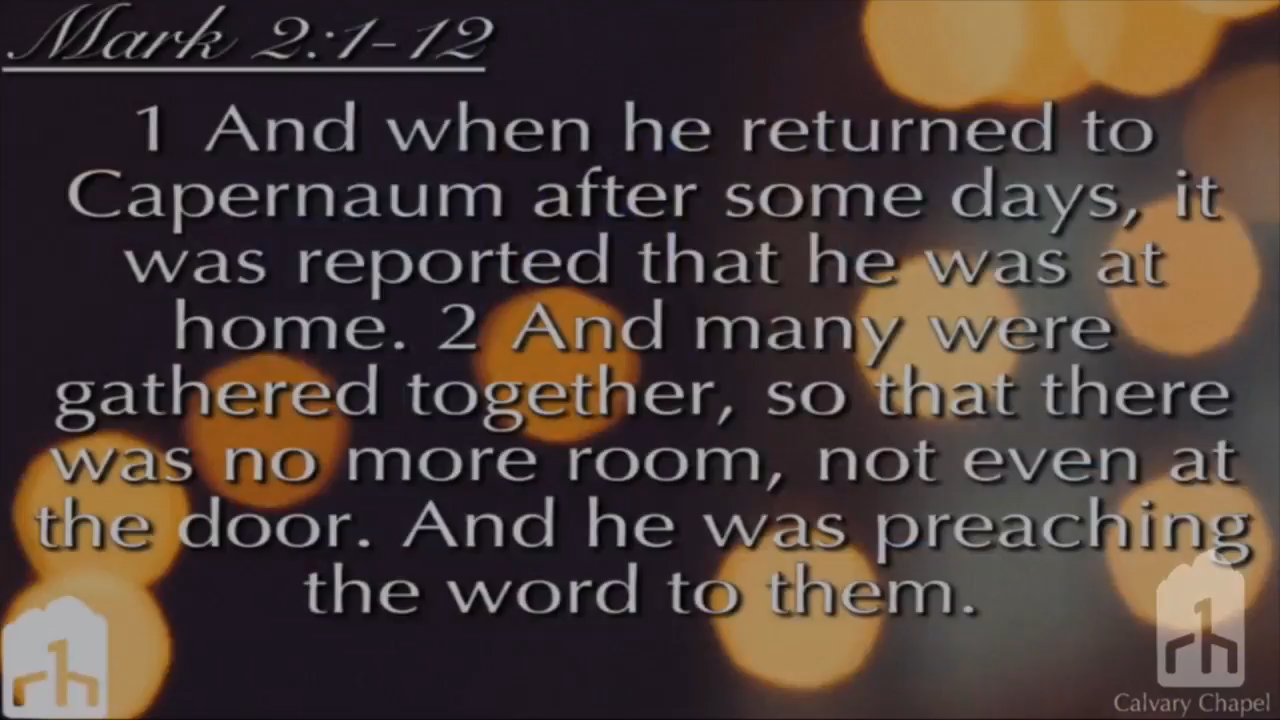 Mark 2:1-12
1 And when he returned to
Capernaum after some days, it
was reported that he was at
home. 2 And many were
gathered together, so that there
was no more room, not even at
the door. And he was preaching
the word to them.
Calvary Chapel